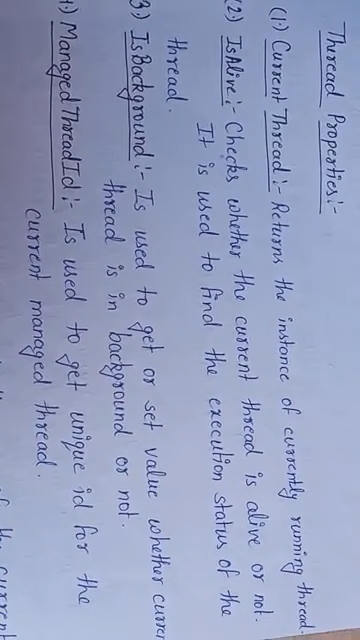 Thread Properties:-
(1.) Current Thread:- Returns the instance of currently running thread.
(2.) IsAlive:- Checks whether the current thread is alive or not.
It is used to find the execution status of the
thread.
3) IsBackground:- Is used to get or set value whether curren
thread is in background or not.
4.) ManagedThreadId:- Is used to get unique id for the
current managed thread.
of the current